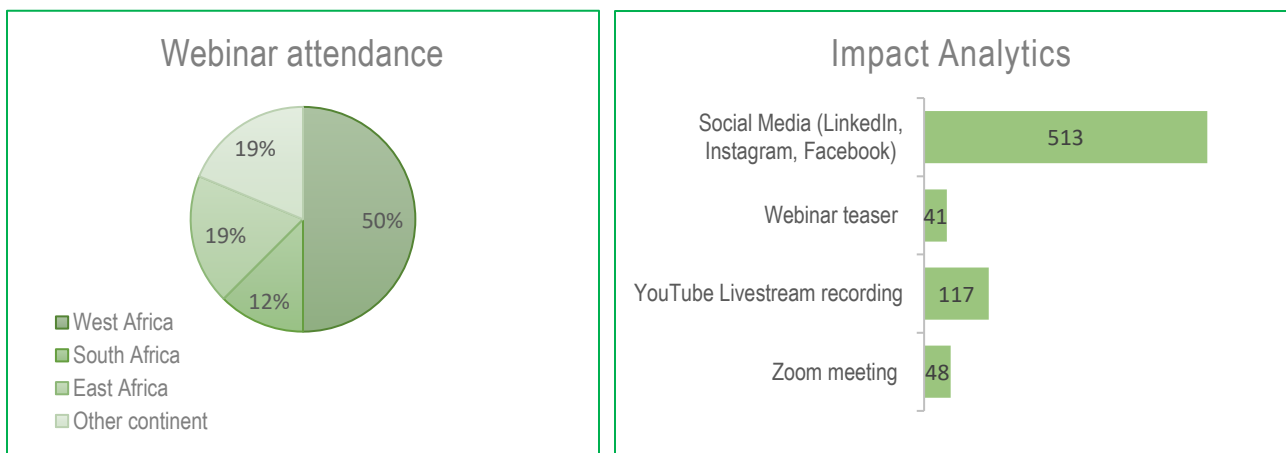 Webinar attendance
19%
50%
19%
12%
West Africa
South Africa
East Africa
Other continent
Impact Analytics
Social Media (LinkedIn,
Instagram, Facebook)
513
Webinar teaser
41
YouTube Livestream recording
117
Zoom meeting
48